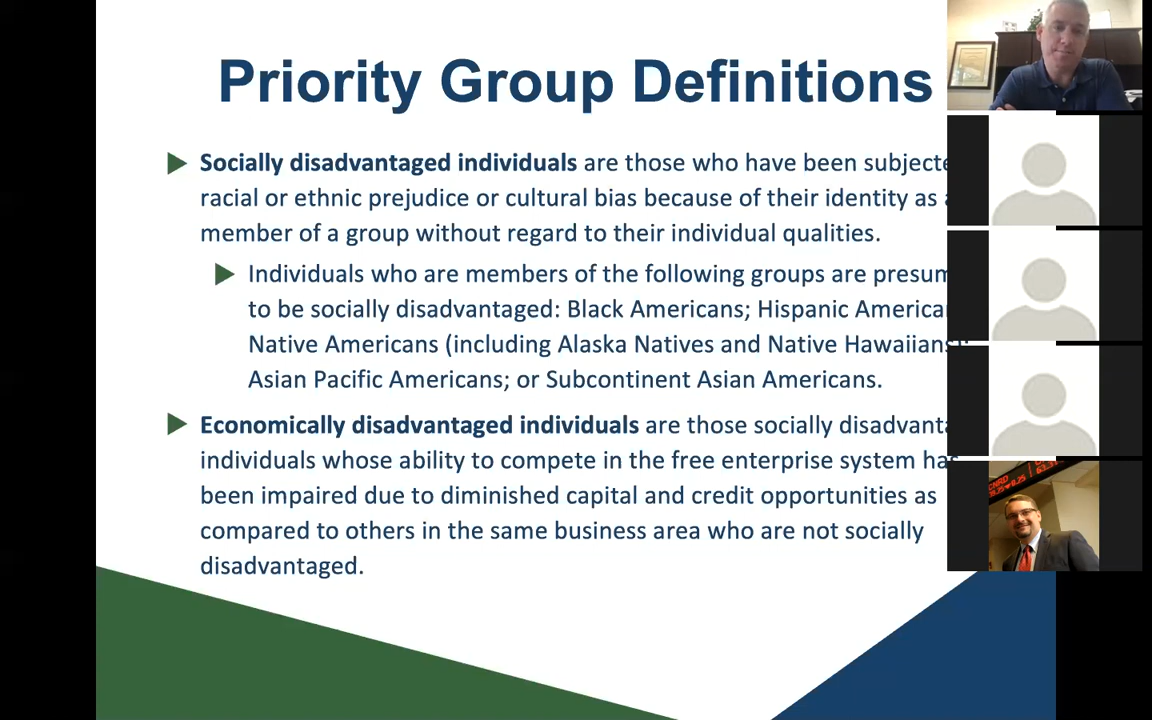 Priority Group Definitions
Socially disadvantaged individuals are those who have been
racial or ethnic prejudice or cultural bias because of their identity as
member of a group without regard to their individual qualities.
Individuals who are members of the following groups are
to be socially disadvantaged: Black Americans; Hispanic
Native Americans (including Alaska Natives and Native Hawaiians);
Asian Pacific Americans; or Subcontinent Asian Americans.
Economically disadvantaged individuals are those socially
individuals whose ability to compete in the free enterprise system has
been impaired due to diminished capital and credit opportunities as
compared to others in the same business area who are not socially
disadvantaged.